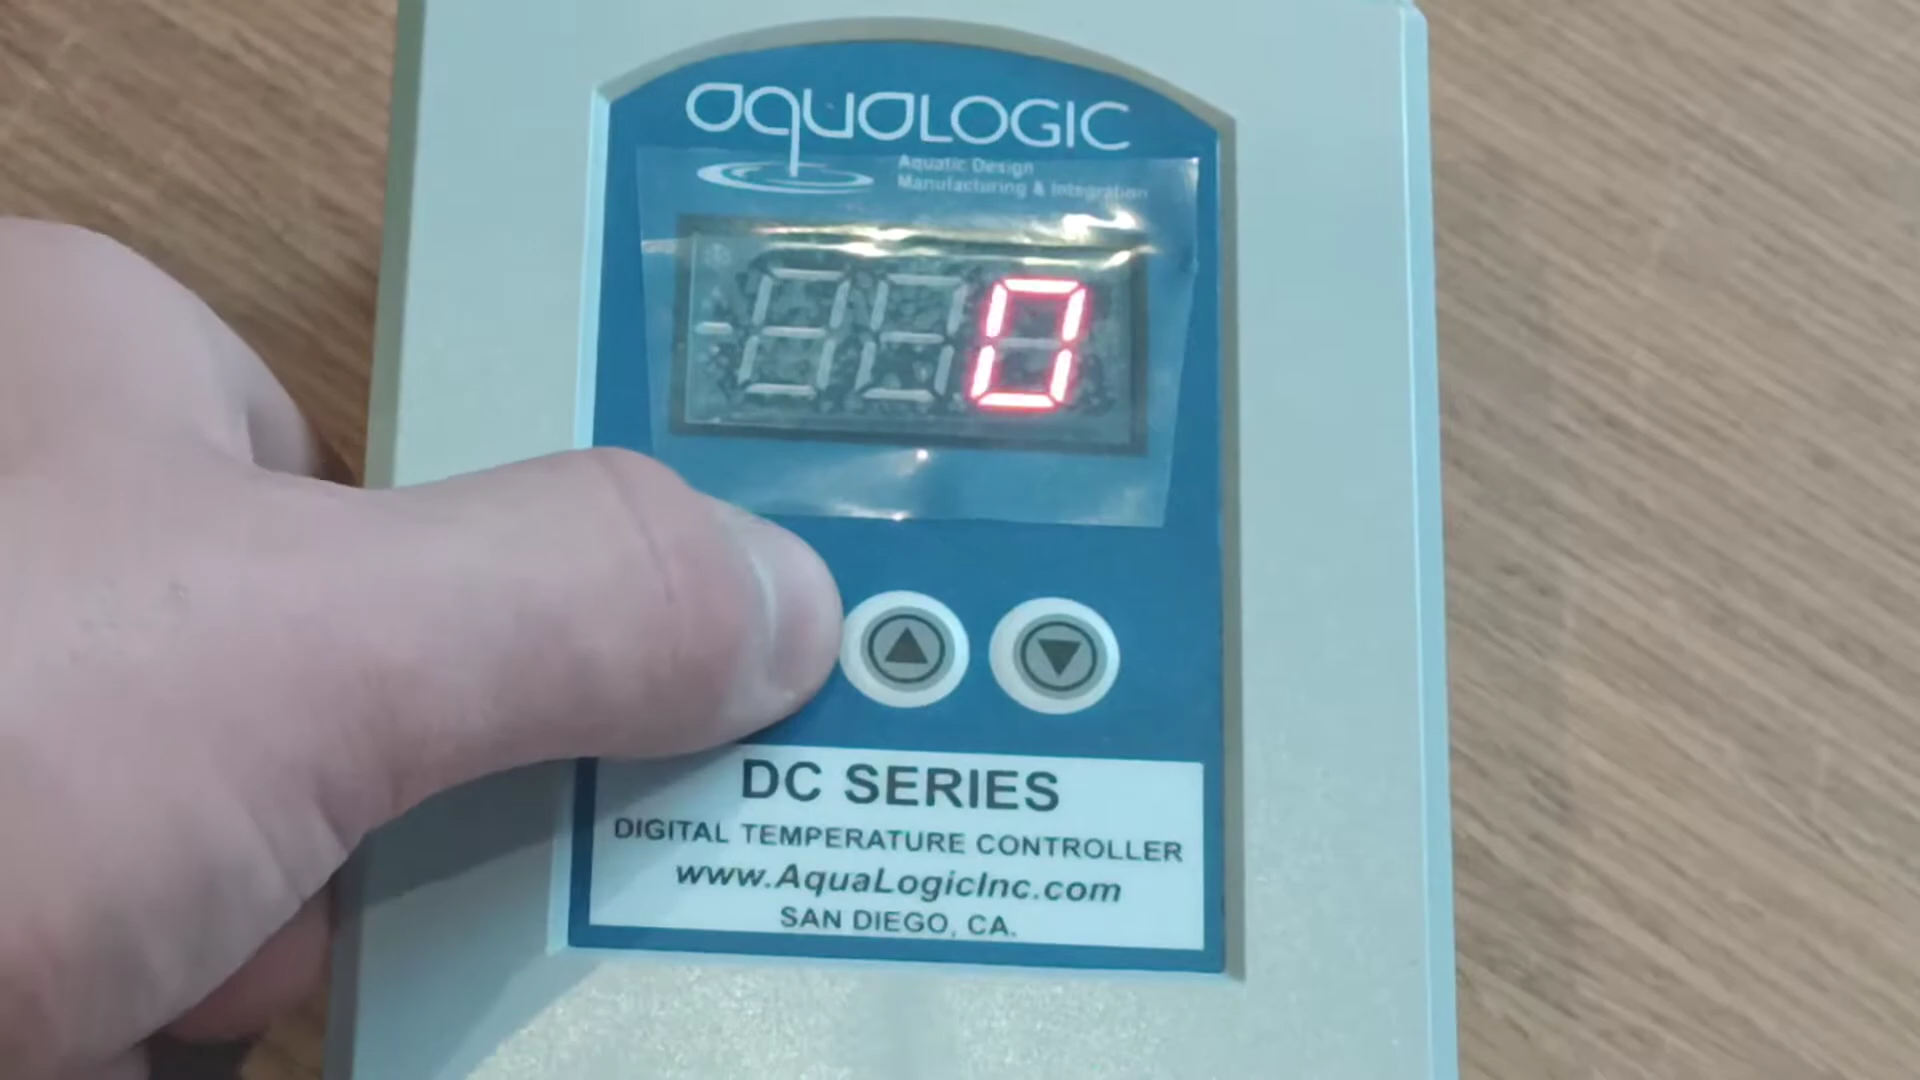 aquaLOGIC
Aquatic Design
Manufacturing & Integration
0
DC SERIES
DIGITAL TEMPERATURE CONTROLLER
www.AquaLogicInc.com
SAN DIEGO, CA.